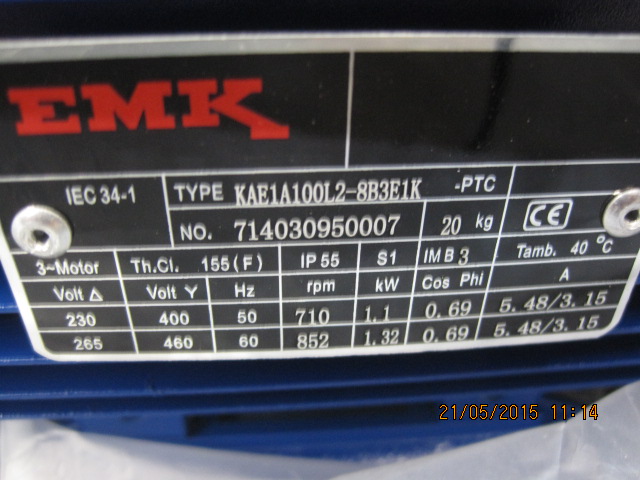 EMK
IEC 34-1 TYPE KAE1A100L2-8B3E1K -PTC
NO. 714030950007 20 kg CE
3~Motor Th.Cl. 155(F) IP 55 S1 IM B 3 Tamb. 40 °C
Volt Δ Volt Y Hz rpm kW Cos Phi A
230 400 50 710 1.1 0.69 5.48/3.15
265 460 60 852 1.32 0.69 5.48/3.15
21/05/2015 11:14